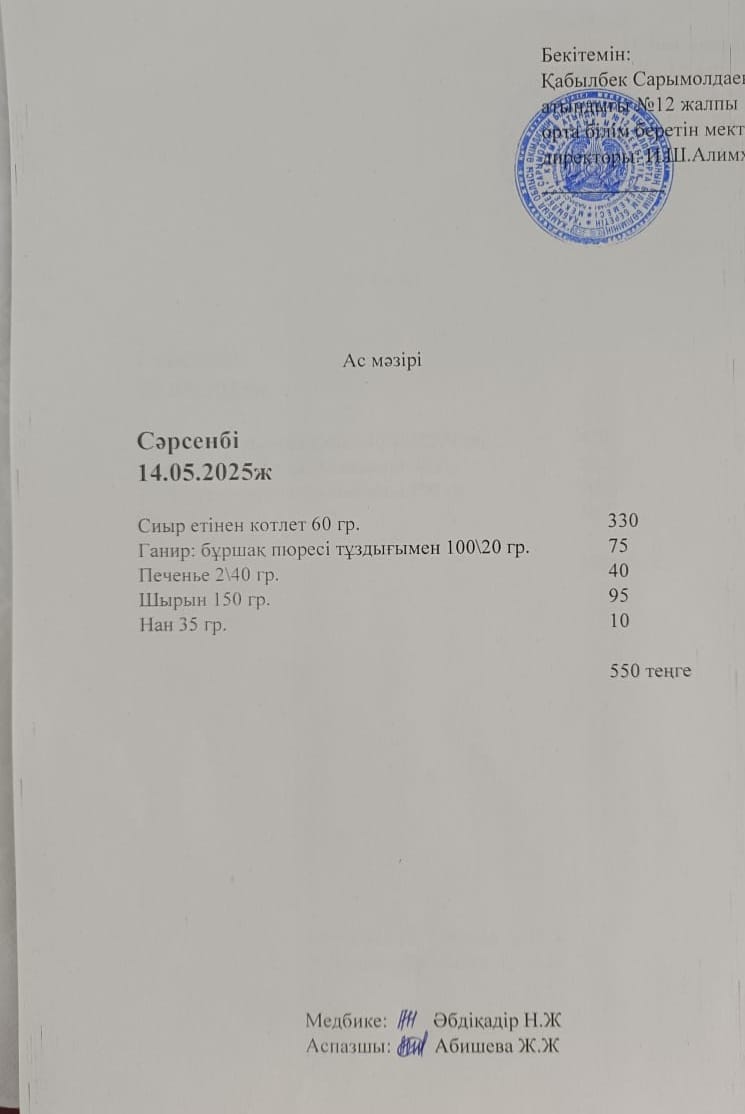 Бекітемін:
Қабылбек Сарымолдаев
атындағы №12 жалпы
орта білім беретін мект
директоры: И.Ш.Алимх
Ас мәзірі
Сәрсенбі
14.05.2025ж
Сиыр етінен котлет 60 гр. 330
Ганир: бұршақ пюресі тұздығымен 100\20 гр. 75
Печенье 2\40 гр. 40
Шырын 150 гр. 95
Нан 35 гр. 10
550 теңге
Медбике: Әбдіқадір Н.Ж
Аспазшы: Абишева Ж.Ж